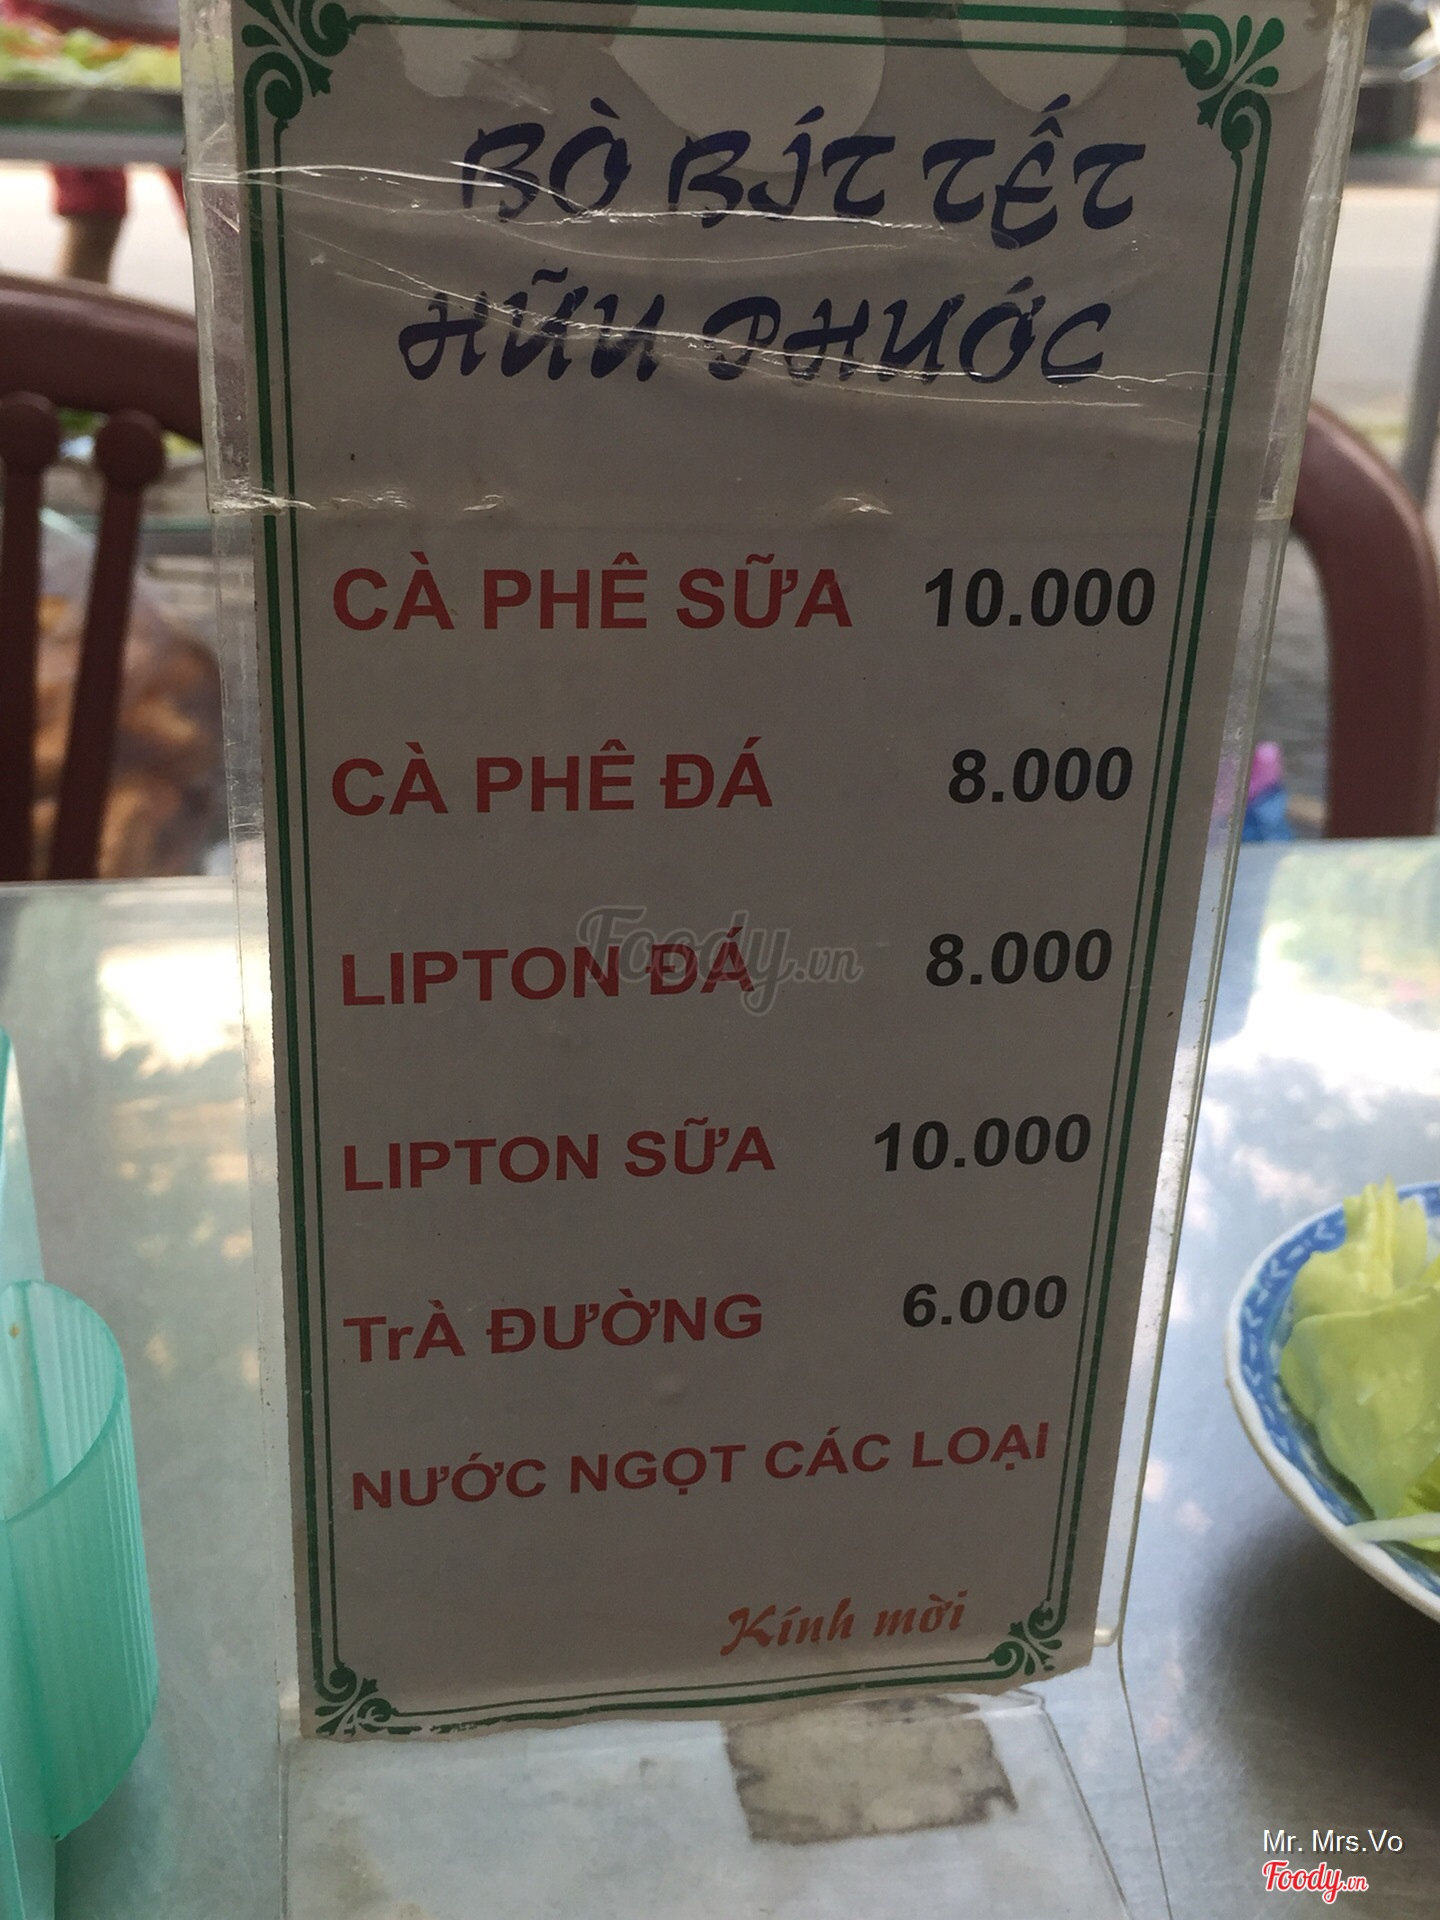 BÒ BÍT TẾT
HỮU PHƯỚC
CÀ PHÊ SỮA 10.000
CÀ PHÊ ĐÁ 8.000
LIPTON ĐÁ 8.000
Foody.vn
LIPTON SỮA 10.000
TrÀ ĐƯỜNG 6.000
NƯỚC NGỌT CÁC LOẠI
Kính mời
Mr. Mrs.Vo
Foody.vn